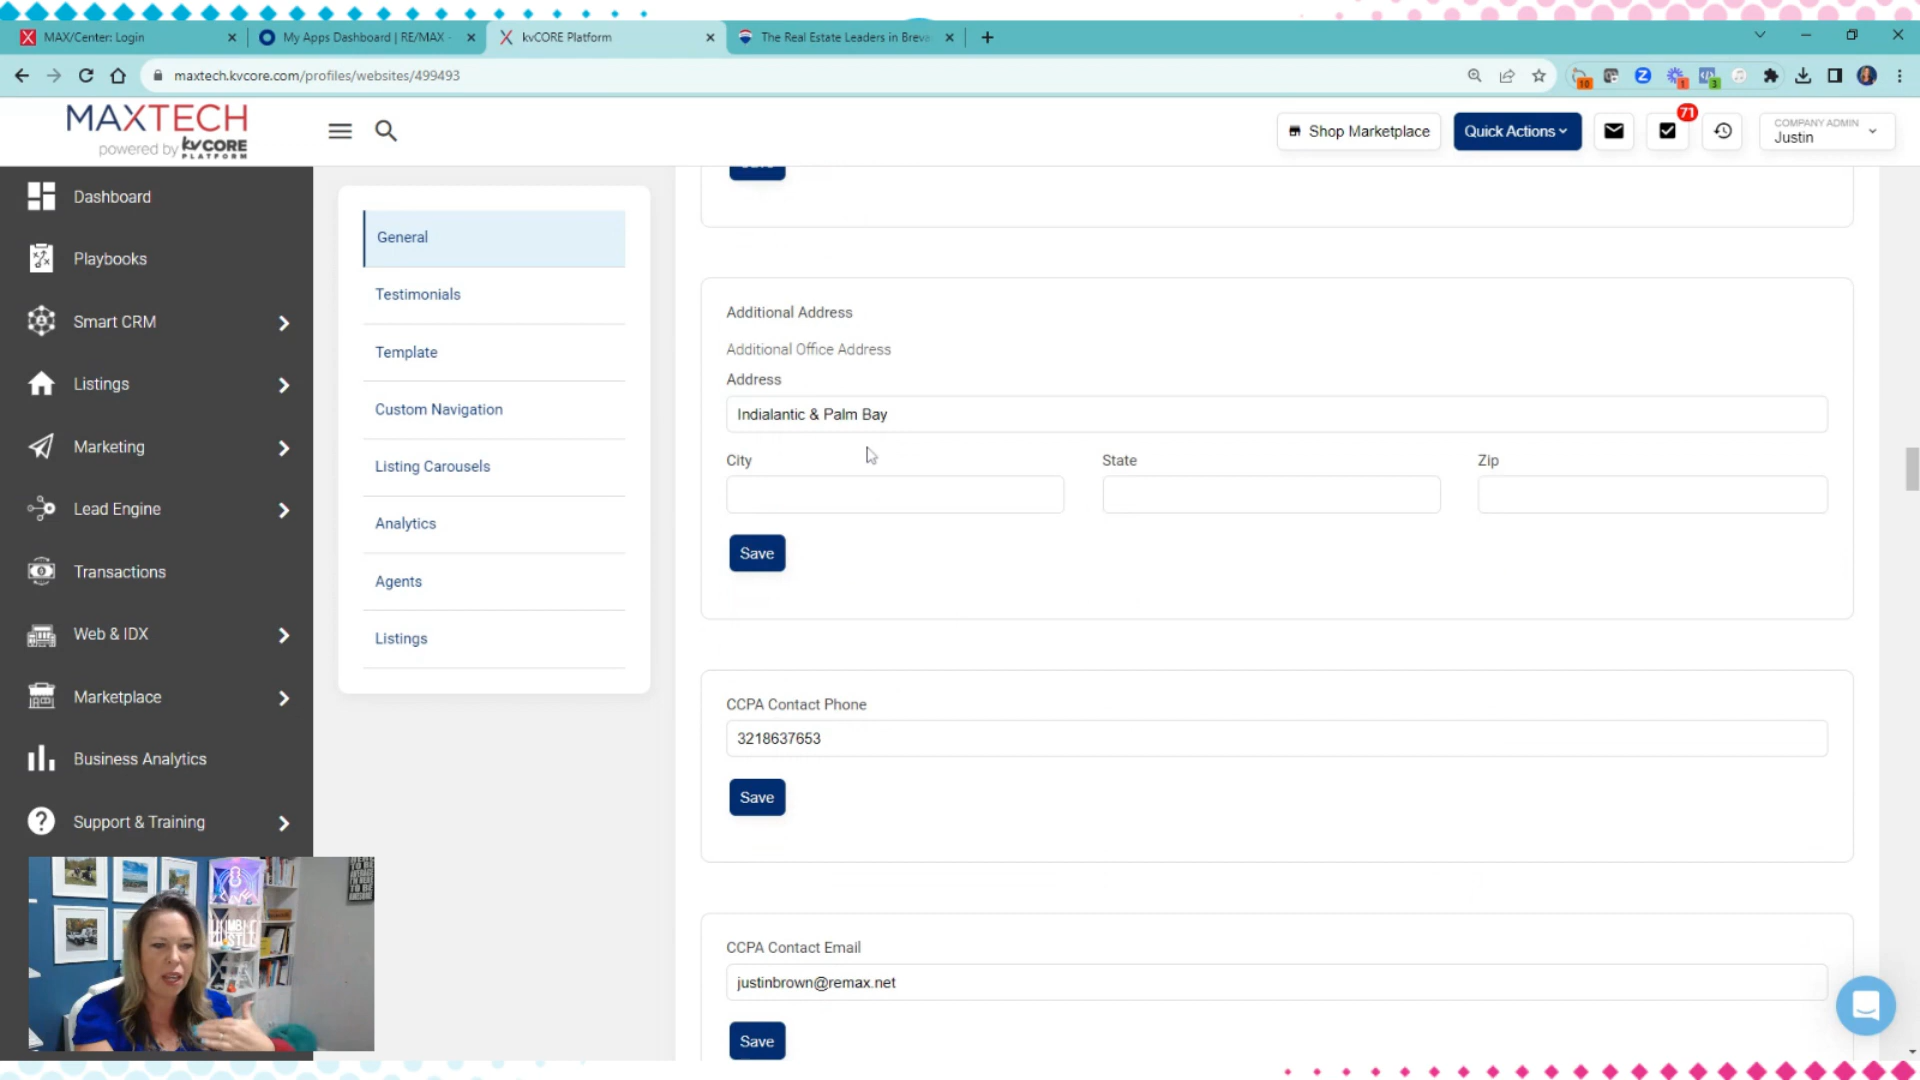 MAX/Center: Login
My Apps Dashboard | RE/MAX -
kvCORE Platform
The Real Estate Leaders in Breva
maxtech.kvcore.com/profiles/websites/499493
10
1
3
MAXTECH
powered by kvCORE
PLATFORM
Shop Marketplace
Quick Actions
71
COMPANY ADMIN
Justin
Dashboard
Playbooks
Smart CRM
Listings
Marketing
Lead Engine
Transactions
Web & IDX
Marketplace
Business Analytics
Support & Training
General
Testimonials
Template
Custom Navigation
Listing Carousels
Analytics
Agents
Listings
Additional Address
Additional Office Address
Address
Indialantic & Palm Bay
City
State
Zip
Save
CCPA Contact Phone
3218637653
Save
CCPA Contact Email
justinbrown@remax.net
Save